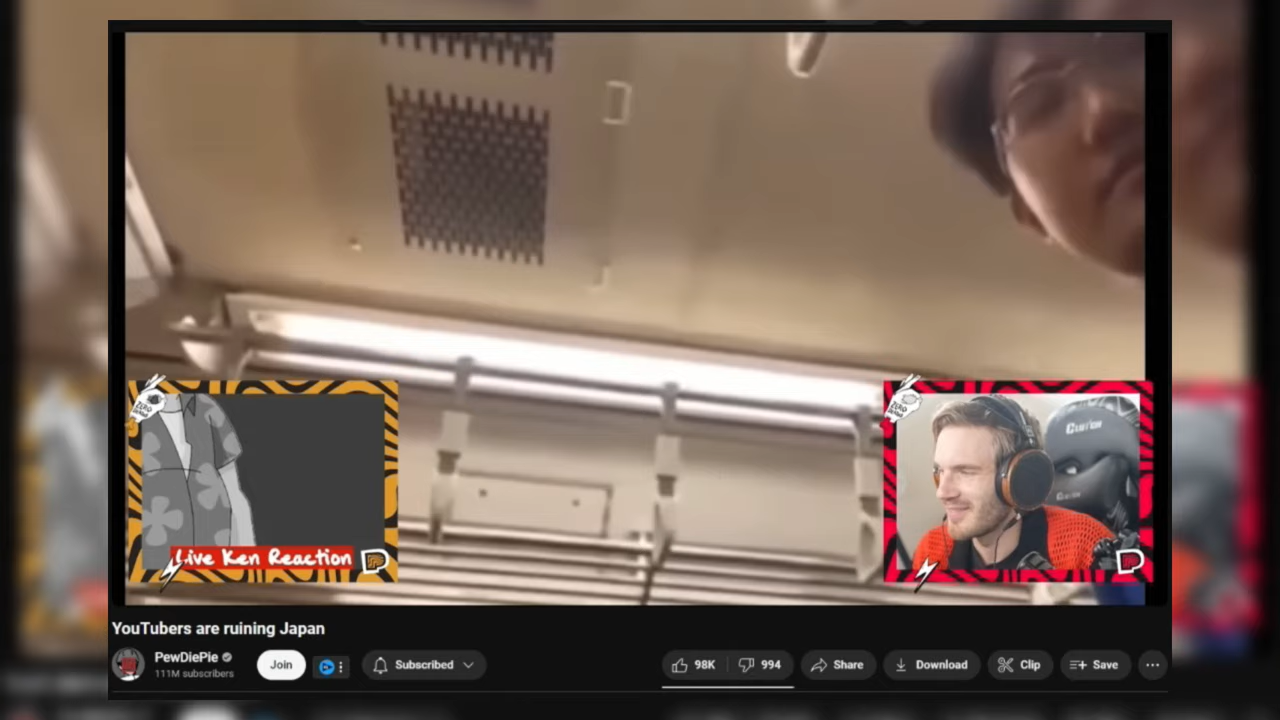 Live Ken Reaction
YouTubers are ruining Japan
PewDiePie
111M subscribers
Join
Subscribed
98K
994
Share
Download
Clip
Save